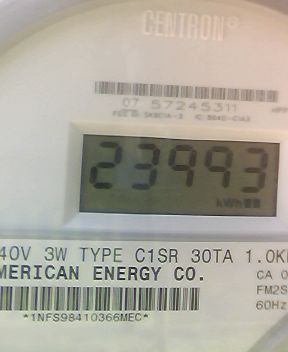 CENTRON®
07 57245311
23993
kWh
40V 3W TYPE C1SR 30TA 1.0K
MERICAN ENERGY CO.
CA 0
FM2S
60Hz
*1NFS98410366MEC*